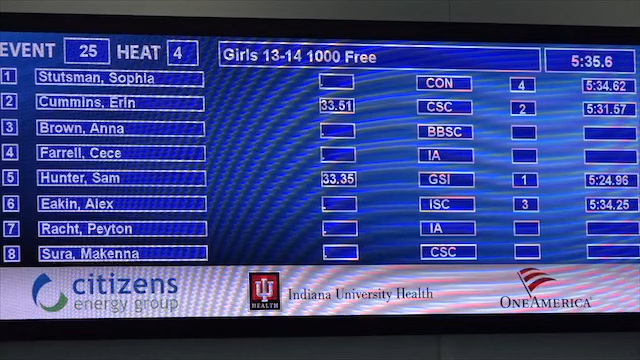 EVENT 25 HEAT 4 Girls 13-14 1000 Free 5:35.6
1 Stutsman, Sophia . CON 4 5:34.62
2 Cummins, Erin 33.51 CSC 2 5:31.57
3 Brown, Anna . BBSC
4 Farrell, Cece . IA
5 Hunter, Sam 33.35 GSI 1 5:24.96
6 Eakin, Alex . ISC 3 5:34.25
7 Racht, Peyton . IA
8 Sura, Makenna . CSC
citizens
energy group
IU
HEALTH
Indiana University Health
ONEAMERICA